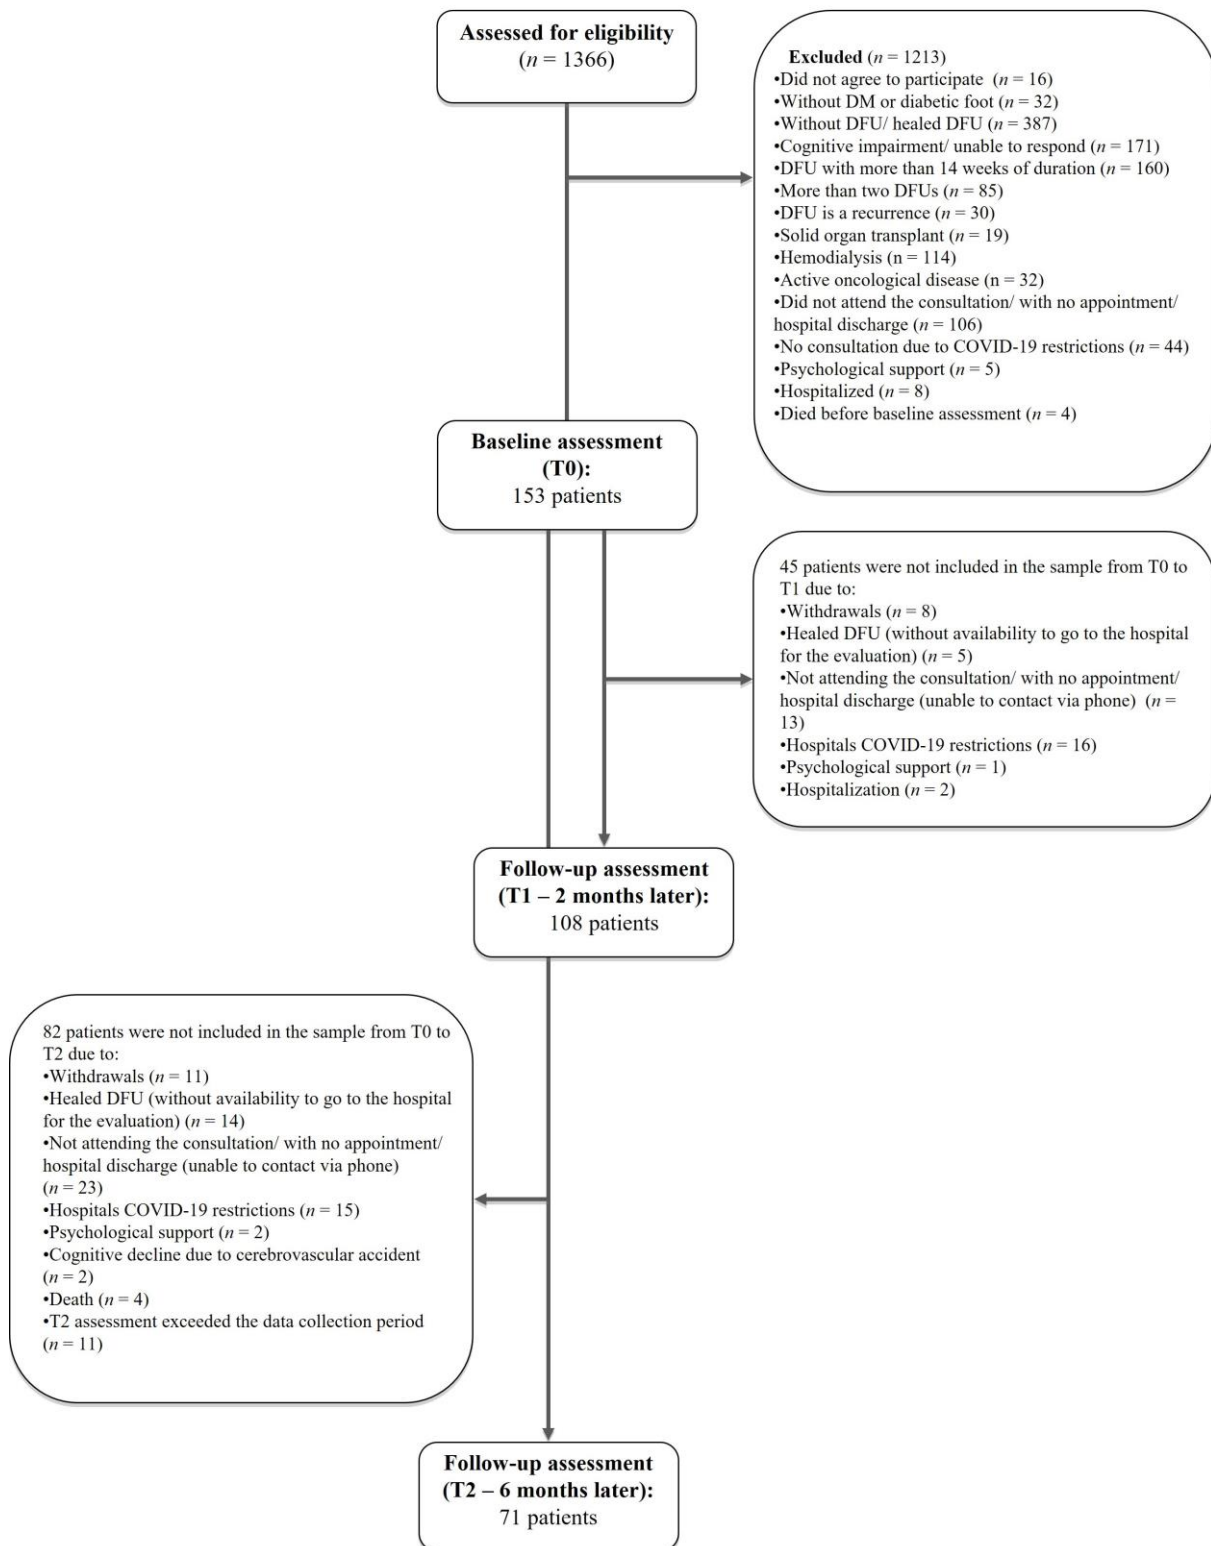 Assessed for eligibility
(n = 1366)
Excluded (n = 1213)
•Did not agree to participate (n = 16)
•Without DM or diabetic foot (n = 32)
•Without DFU/ healed DFU (n = 387)
•Cognitive impairment/ unable to respond (n = 171)
•DFU with more than 14 weeks of duration (n = 160)
•More than two DFUs (n = 85)
•DFU is a recurrence (n = 30)
•Solid organ transplant (n = 19)
•Hemodialysis (n = 114)
•Active oncological disease (n = 32)
•Did not attend the consultation/ with no appointment/
hospital discharge (n = 106)
•No consultation due to COVID-19 restrictions (n = 44)
•Psychological support (n = 5)
•Hospitalized (n = 8)
•Died before baseline assessment (n = 4)
Baseline assessment
(T0):
153 patients
45 patients were not included in the sample from T0 to
T1 due to:
•Withdrawals (n = 8)
•Healed DFU (without availability to go to the hospital
for the evaluation) (n = 5)
•Not attending the consultation/ with no appointment/
hospital discharge (unable to contact via phone) (n =
13)
•Hospitals COVID-19 restrictions (n = 16)
•Psychological support (n = 1)
•Hospitalization (n = 2)
Follow-up assessment
(T1 – 2 months later):
108 patients
82 patients were not included in the sample from T0 to
T2 due to:
•Withdrawals (n = 11)
•Healed DFU (without availability to go to the hospital
for the evaluation) (n = 14)
•Not attending the consultation/ with no appointment/
hospital discharge (unable to contact via phone)
(n = 23)
•Hospitals COVID-19 restrictions (n = 15)
•Psychological support (n = 2)
•Cognitive decline due to cerebrovascular accident
(n = 2)
•Death (n = 4)
•T2 assessment exceeded the data collection period
(n = 11)
Follow-up assessment
(T2 – 6 months later):
71 patients